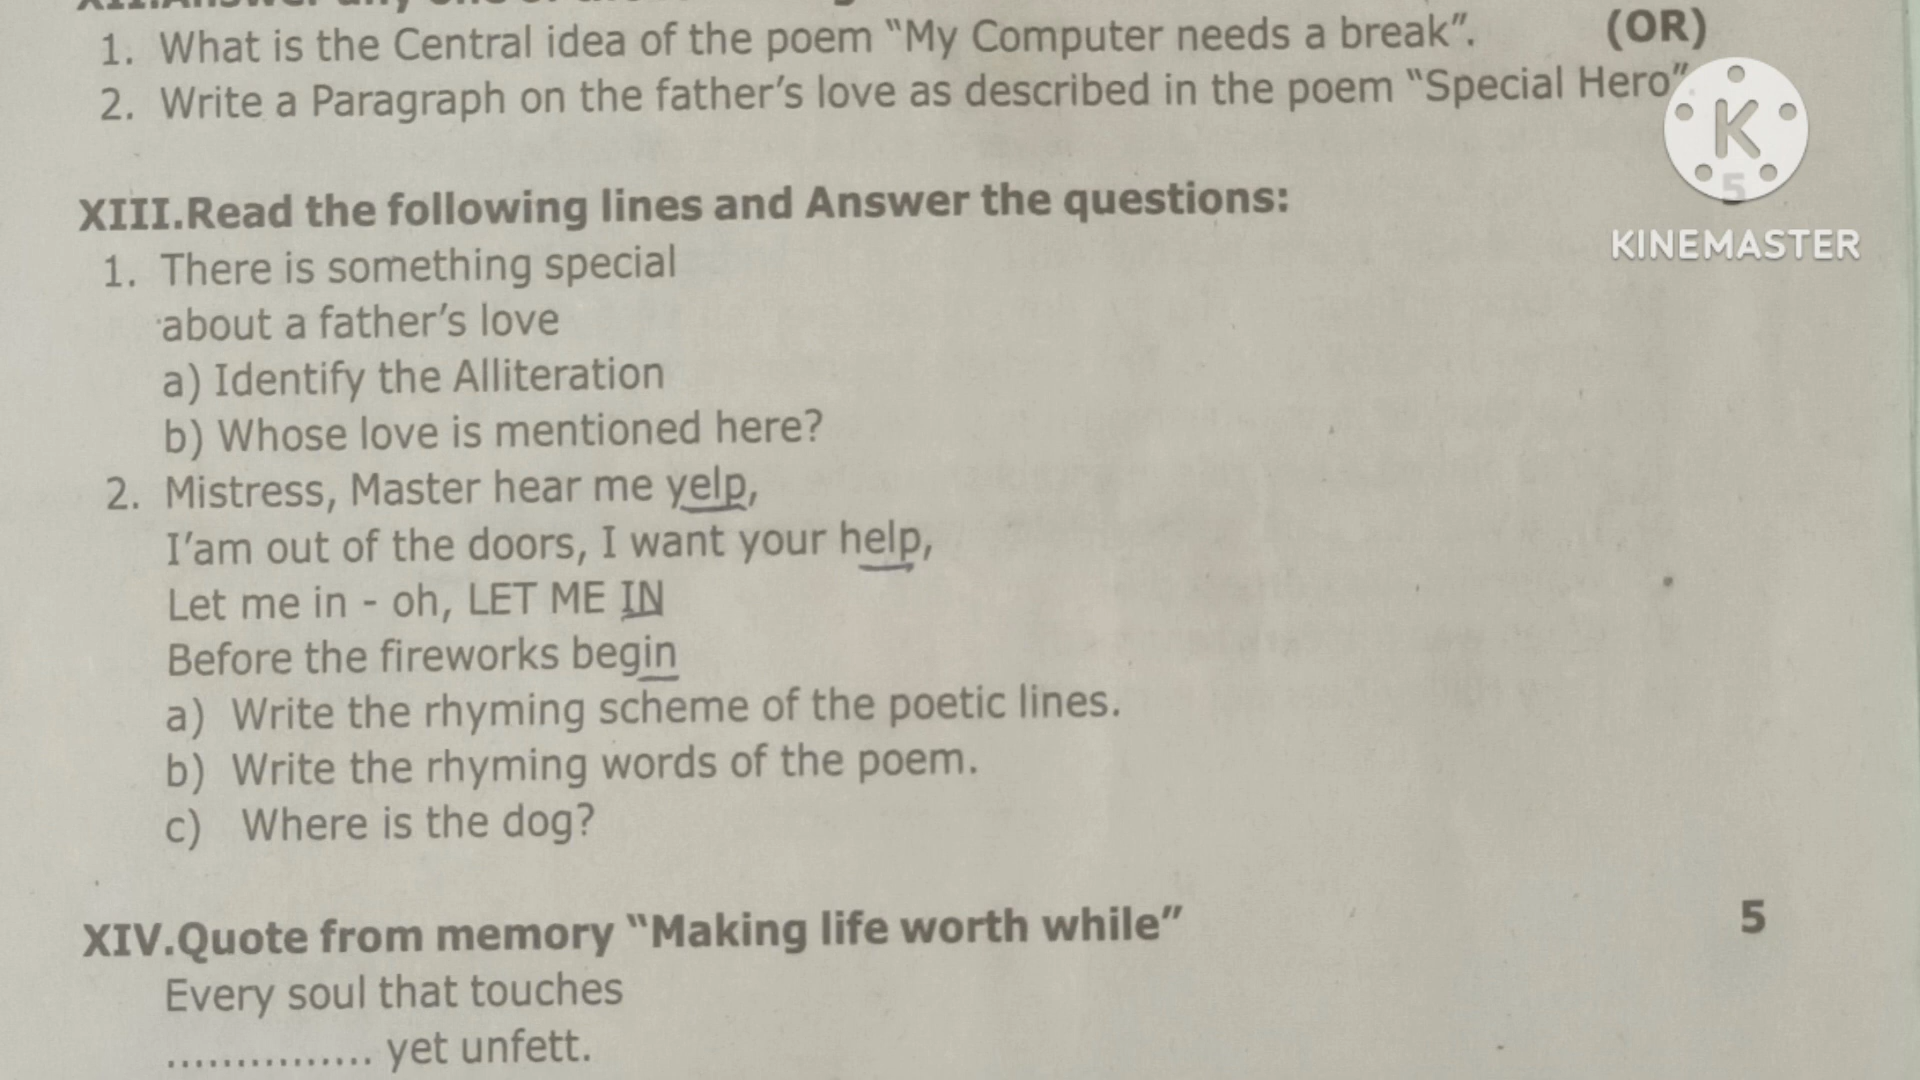 1. What is the Central idea of the poem "My Computer needs a break". (OR)
2. Write a Paragraph on the father's love as described in the poem "Special Hero".
K
5
KINEMASTER
XIII.Read the following lines and Answer the questions:
1. There is something special
about a father's love
a) Identify the Alliteration
b) Whose love is mentioned here?
2. Mistress, Master hear me yelp,
I'am out of the doors, I want your help,
Let me in - oh, LET ME IN
Before the fireworks begin
a) Write the rhyming scheme of the poetic lines.
b) Write the rhyming words of the poem.
c) Where is the dog?
XIV.Quote from memory "Making life worth while" 5
Every soul that touches
............... yet unfett.